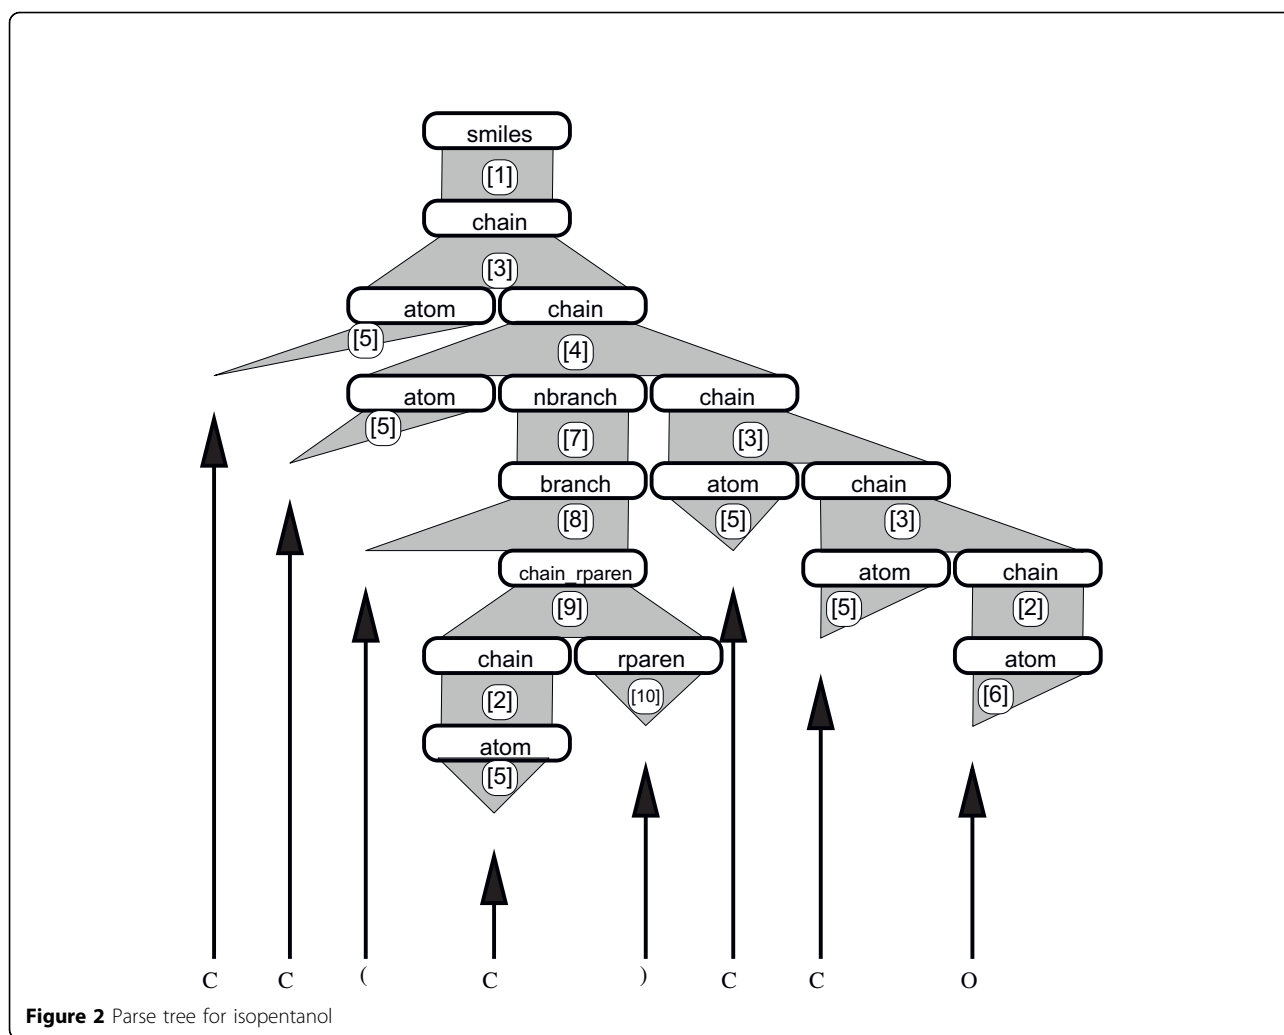 smiles
[1]
chain
[3]
atom chain
[5]
[4]
atom nbranch chain
[5] [7] [3]
branch atom chain
[8] [5] [3]
chain_rparen atom chain
[9] [5] [2]
chain rparen atom
[2] [10] [6]
atom
[5]
C C ( C ) C C O
Figure 2 Parse tree for isopentanol